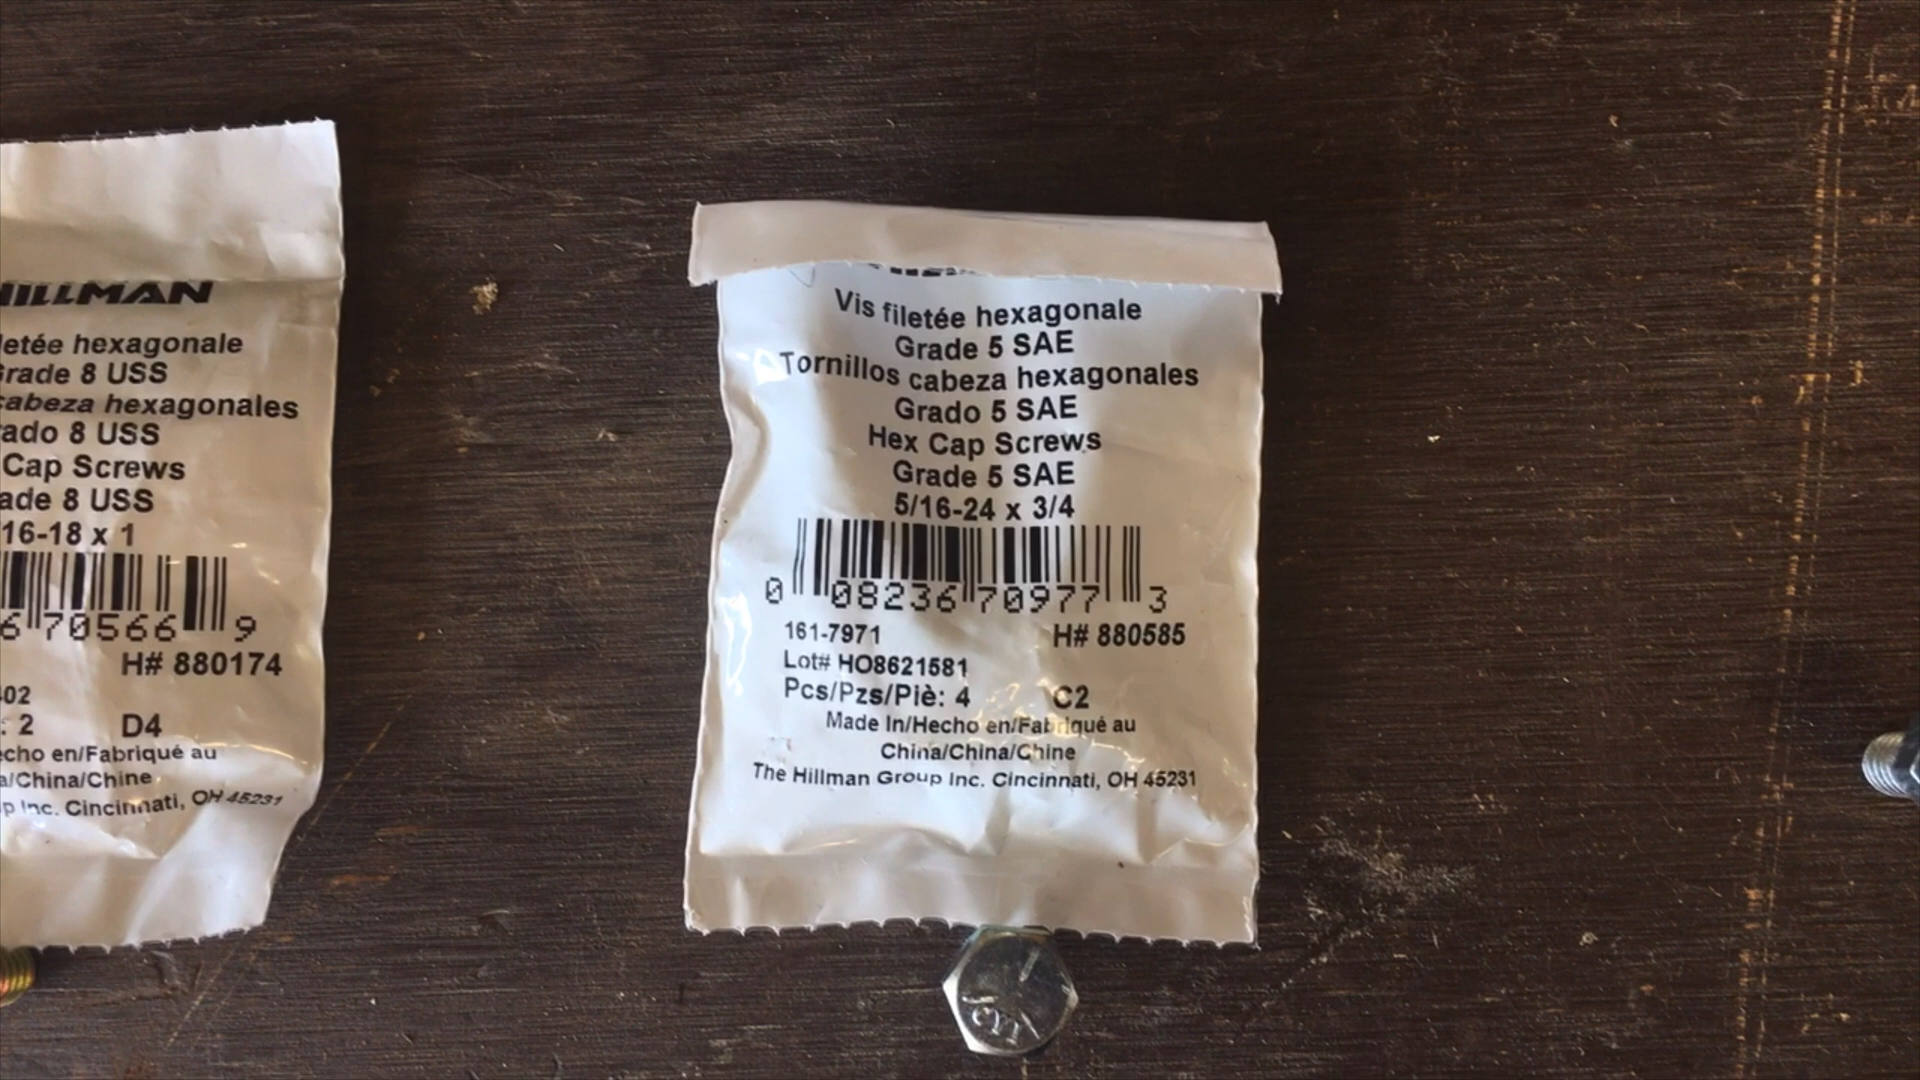 HILLMAN
letée hexagonale
Grade 8 USS
cabeza hexagonales
ado 8 USS
Cap Screws
ade 8 USS
16-18 x 1
6 70566 9
H# 880174
402
: 2 D4
echo en/Fabriqué au
a/China/Chine
p Inc. Cincinnati, OH 45231
Vis filetée hexagonale
Grade 5 SAE
Tornillos cabeza hexagonales
Grado 5 SAE
Hex Cap Screws
Grade 5 SAE
5/16-24 x 3/4
0 08236 70977 3
161-7971 H# 880585
Lot# HO8621581
Pcs/Pzs/Piè: 4 C2
Made In/Hecho en/Fabriqué au
China/China/Chine
The Hillman Group Inc. Cincinnati, OH 45231